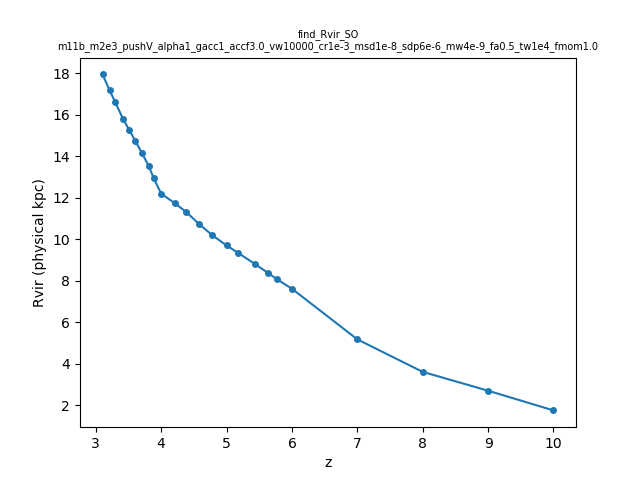 find_Rvir_SO
m11b_m2e3_pushV_alpha1_gacc1_accf3.0_vw10000_cr1e-3_msd1e-8_sdp6e-6_mw4e-9_fa0.5_tw1e4_fmom1.0
18
16
14
12
10
8
6
4
2
Rvir (physical kpc)
3 4 5 6 7 8 9 10
z